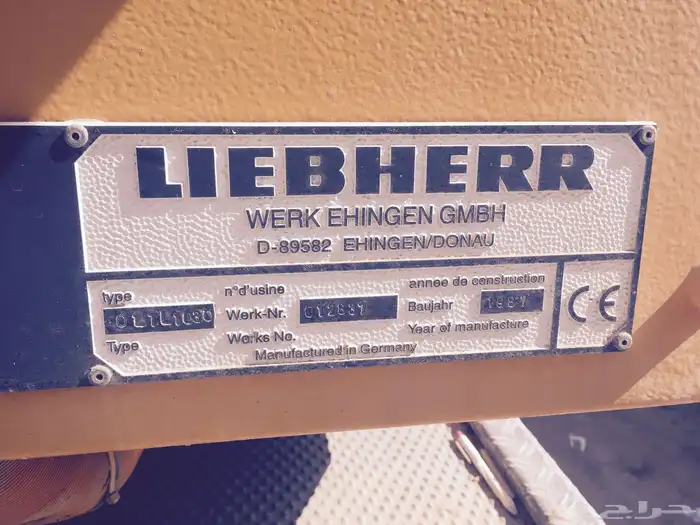 LIEBHERR
WERK EHINGEN GMBH
D-89582 EHINGEN/DONAU
type
Type
n°d'usine
Werk-Nr.
Works No.
annee de construction
Baujahr
Year of manufacture
Manufactured in Germany
CE
حراج